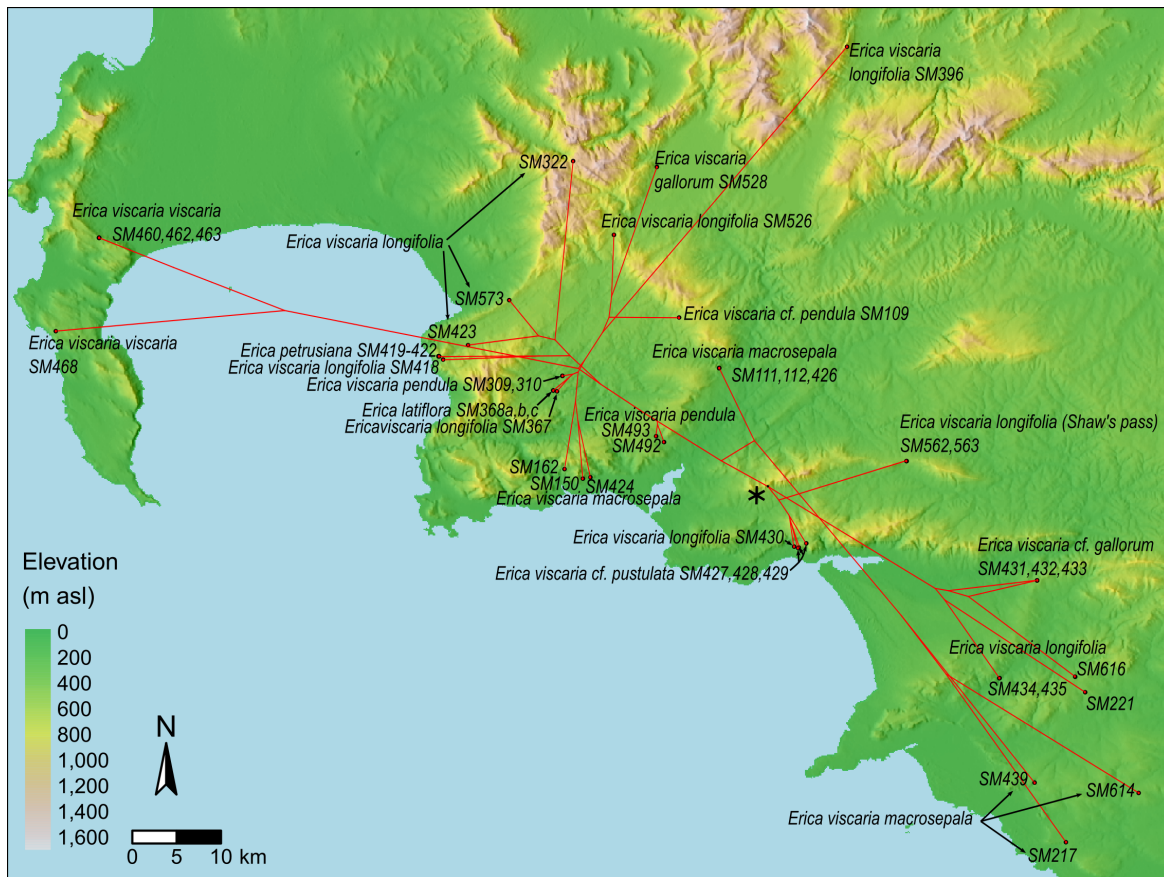 Erica viscaria
longifolia SM396
SM322
Erica viscaria
gallorum SM528
Erica viscaria viscaria
SM460,462,463
Erica viscaria longifolia SM526
Erica viscaria longifolia
SM573
Erica viscaria cf. pendula SM109
SM423
Erica viscaria viscaria
SM468
Erica petrusiana SM419-422
Erica viscaria longifolia SM418
Erica viscaria macrosepala
SM111,112,426
Erica viscaria pendula SM309,310
Erica latiflora SM368a,b,c
Ericaviscaria longifolia SM367
Erica viscaria pendula
SM493
SM492
Erica viscaria longifolia (Shaw's pass)
SM562,563
SM162
SM150
SM424
Erica viscaria macrosepala
*
Erica viscaria longifolia SM430
Erica viscaria cf. pustulata SM427,428,429
Erica viscaria cf. gallorum
SM431,432,433
Erica viscaria longifolia
SM616
SM434,435
SM221
SM439
SM614
Erica viscaria macrosepala
SM217
Elevation
(m asl)
0
200
400
600
800
1,000
1,200
1,400
1,600
N
0 5 10 km